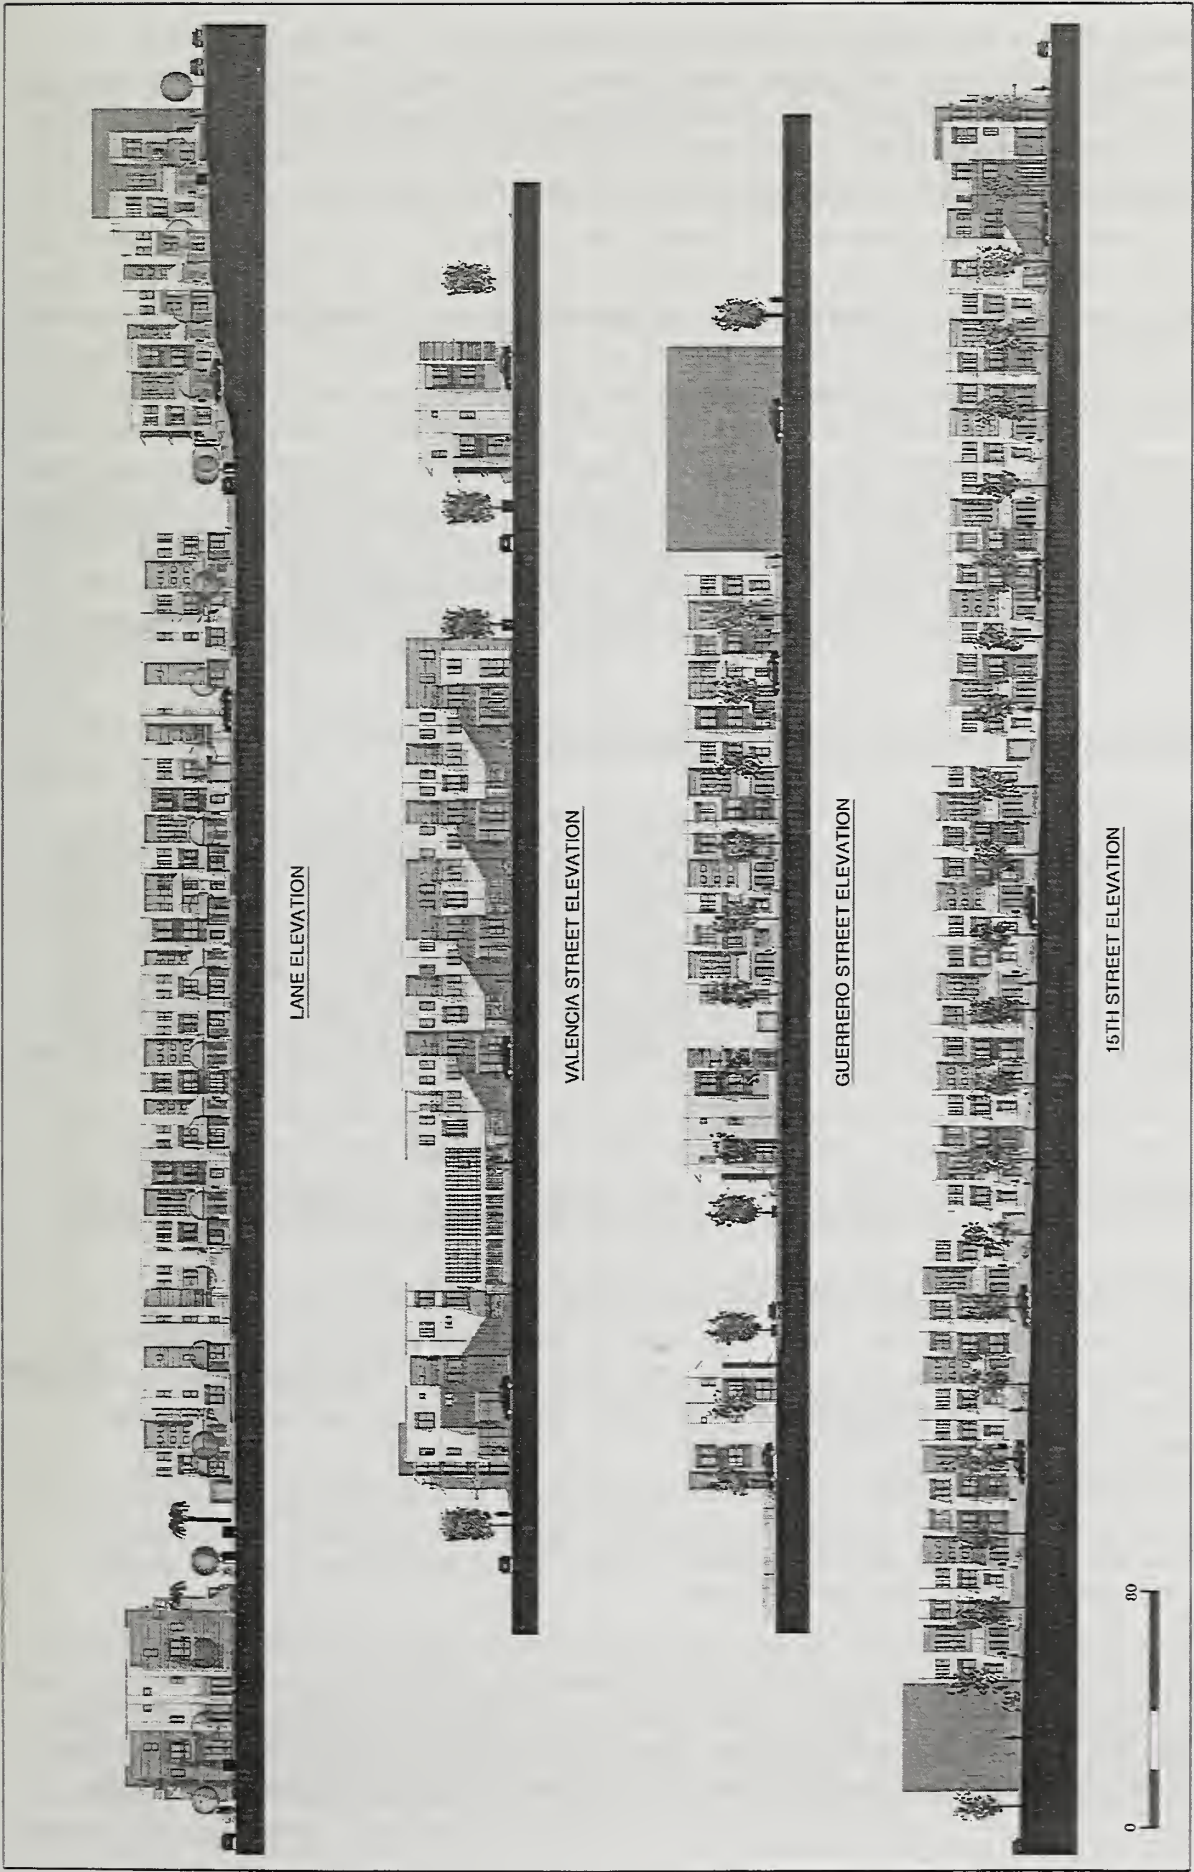 LANE ELEVATION
VALENCIA STREET ELEVATION
GUERRERO STREET ELEVATION
15TH STREET ELEVATION
0 80